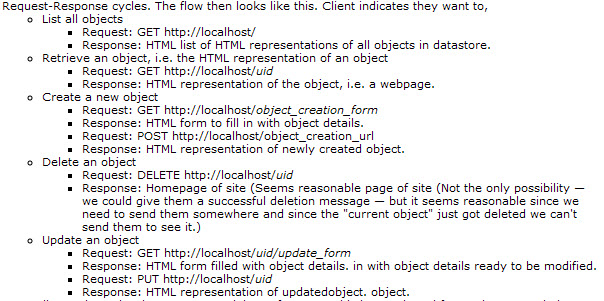 Request-Response cycles. The flow then looks like this. Client indicates they want to,
List all objects
Request: GET http://localhost/
Response: HTML list of HTML representations of all objects in datastore.
Retrieve an object, i.e. the HTML representation of an object
Request: GET http://localhost/uid
Response: HTML representation of the object, i.e. a webpage.
Create a new object
Request: GET http://localhost/object_creation_form
Response: HTML form to fill in with object details.
Request: POST http://localhost/object_creation_url
Response: HTML representation of newly created object.
Delete an object
Request: DELETE http://localhost/uid
Response: Homepage of site (Seems reasonable page of site (Not the only possibility —
we could give them a successful deletion message — but it seems reasonable since we
need to send them somewhere and since the "current object" just got deleted we can't
send them to see it.)
Update an object
Request: GET http://localhost/uid/update_form
Response: HTML form filled with object details. in with object details ready to be modified.
Request: PUT http://localhost/uid
Response: HTML representation of updatedobject. object.